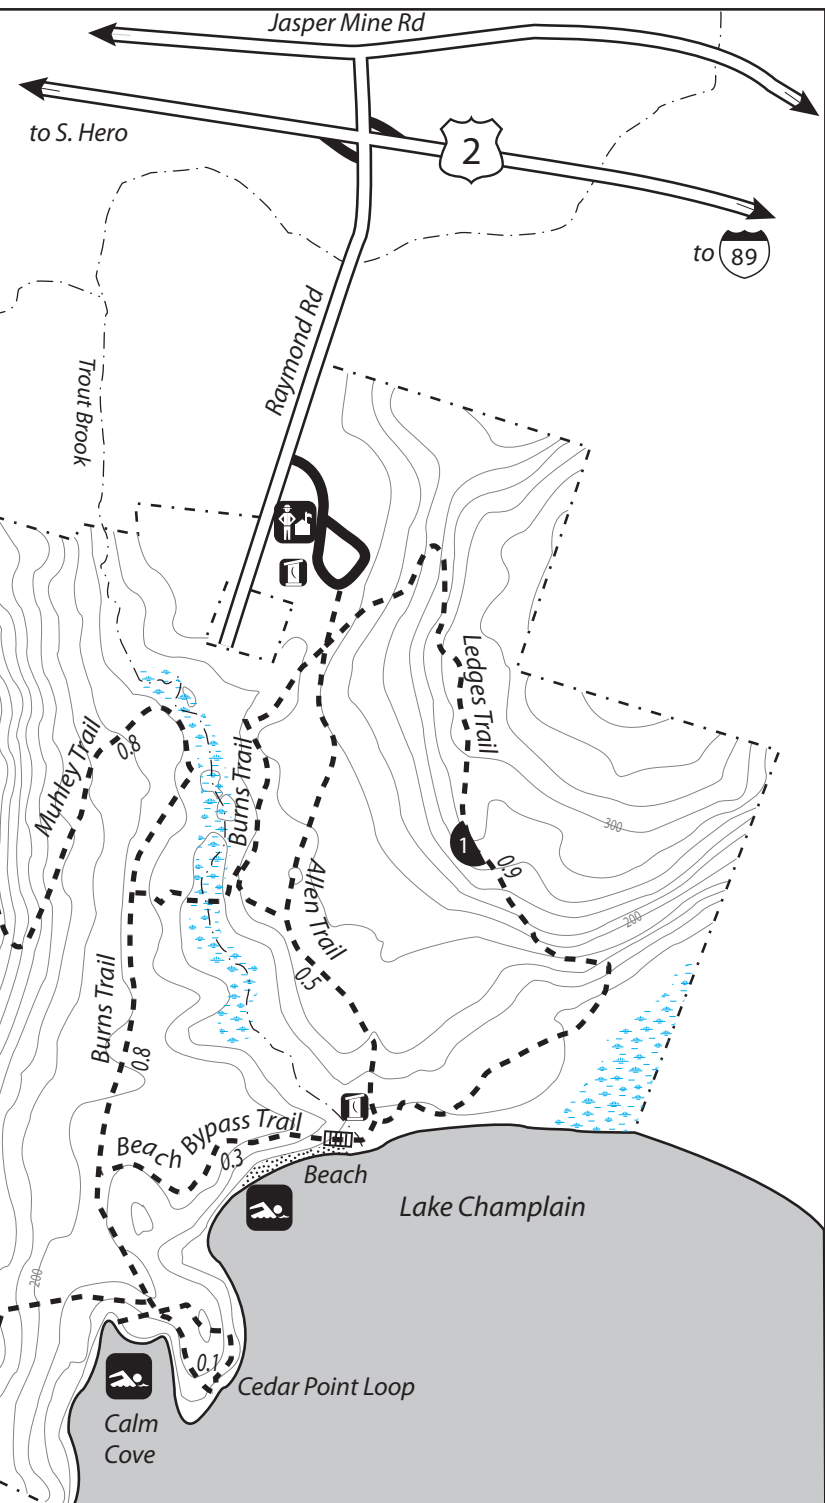 Jasper Mine Rd
to S. Hero
2
to 89
Raymond Rd
Trout Brook
Ledges Trail
Muhley Trail
0.8
Burns Trail
300
1
0.9
Allen Trail
200
0.5
Burns Trail
0.8
Beach Bypass Trail
0.3
Beach
Lake Champlain
200
0.1
Cedar Point Loop
Calm
Cove